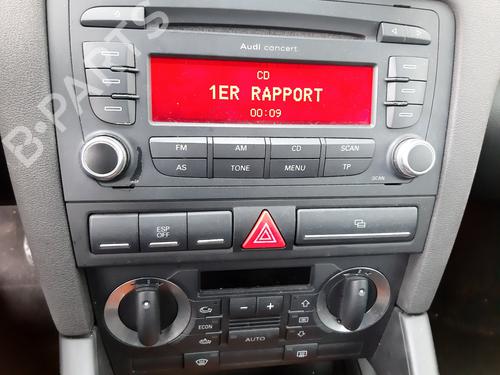 Audi concert
CD
1ER RAPPORT
00:09
FM AM CD SCAN
AS TONE MENU TP
SCAN
ESP
OFF
ECON
AUTO
B-PARTS